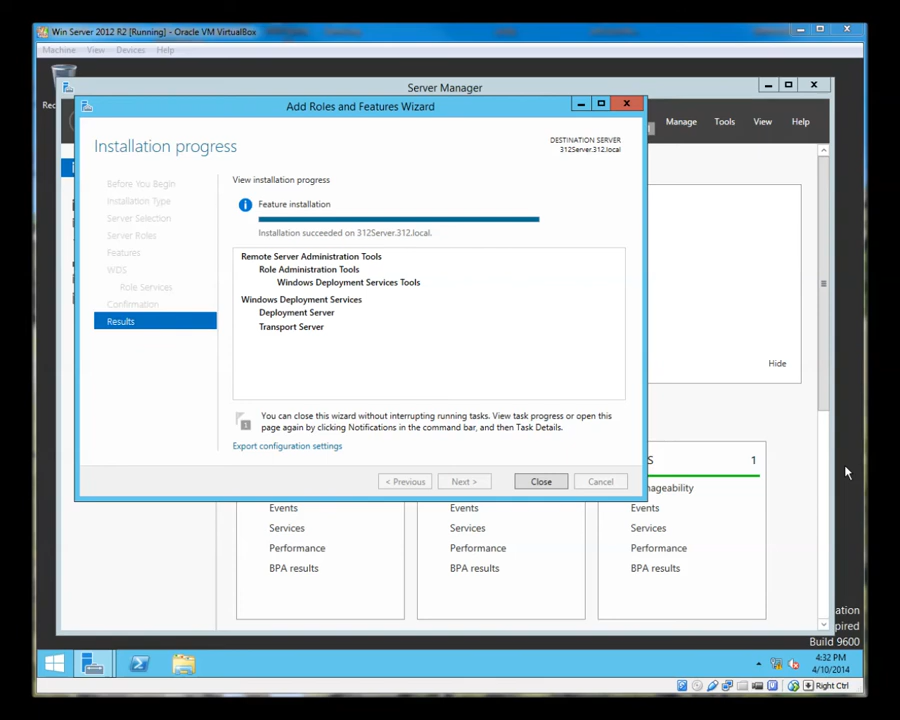 Win Server 2012 R2 [Running] - Oracle VM VirtualBox
Machine View Devices Help
Server Manager
Manage Tools View Help
Add Roles and Features Wizard
Installation progress
DESTINATION SERVER
312Server.312.local
Before You Begin
Installation Type
Server Selection
Server Roles
Features
WDS
Role Services
Confirmation
Results
View installation progress
Feature installation
Installation succeeded on 312Server.312.local.
Remote Server Administration Tools
Role Administration Tools
Windows Deployment Services Tools
Windows Deployment Services
Deployment Server
Transport Server
You can close this wizard without interrupting running tasks. View task progress or open this
page again by clicking Notifications in the command bar, and then Task Details.
1
Export configuration settings
< Previous Next > Close Cancel
Hide
S 1
nageability
Events Events Events
Services Services Services
Performance Performance Performance
BPA results BPA results BPA results
ation
pired
Build 9600
4:32 PM
4/10/2014
Right Ctrl